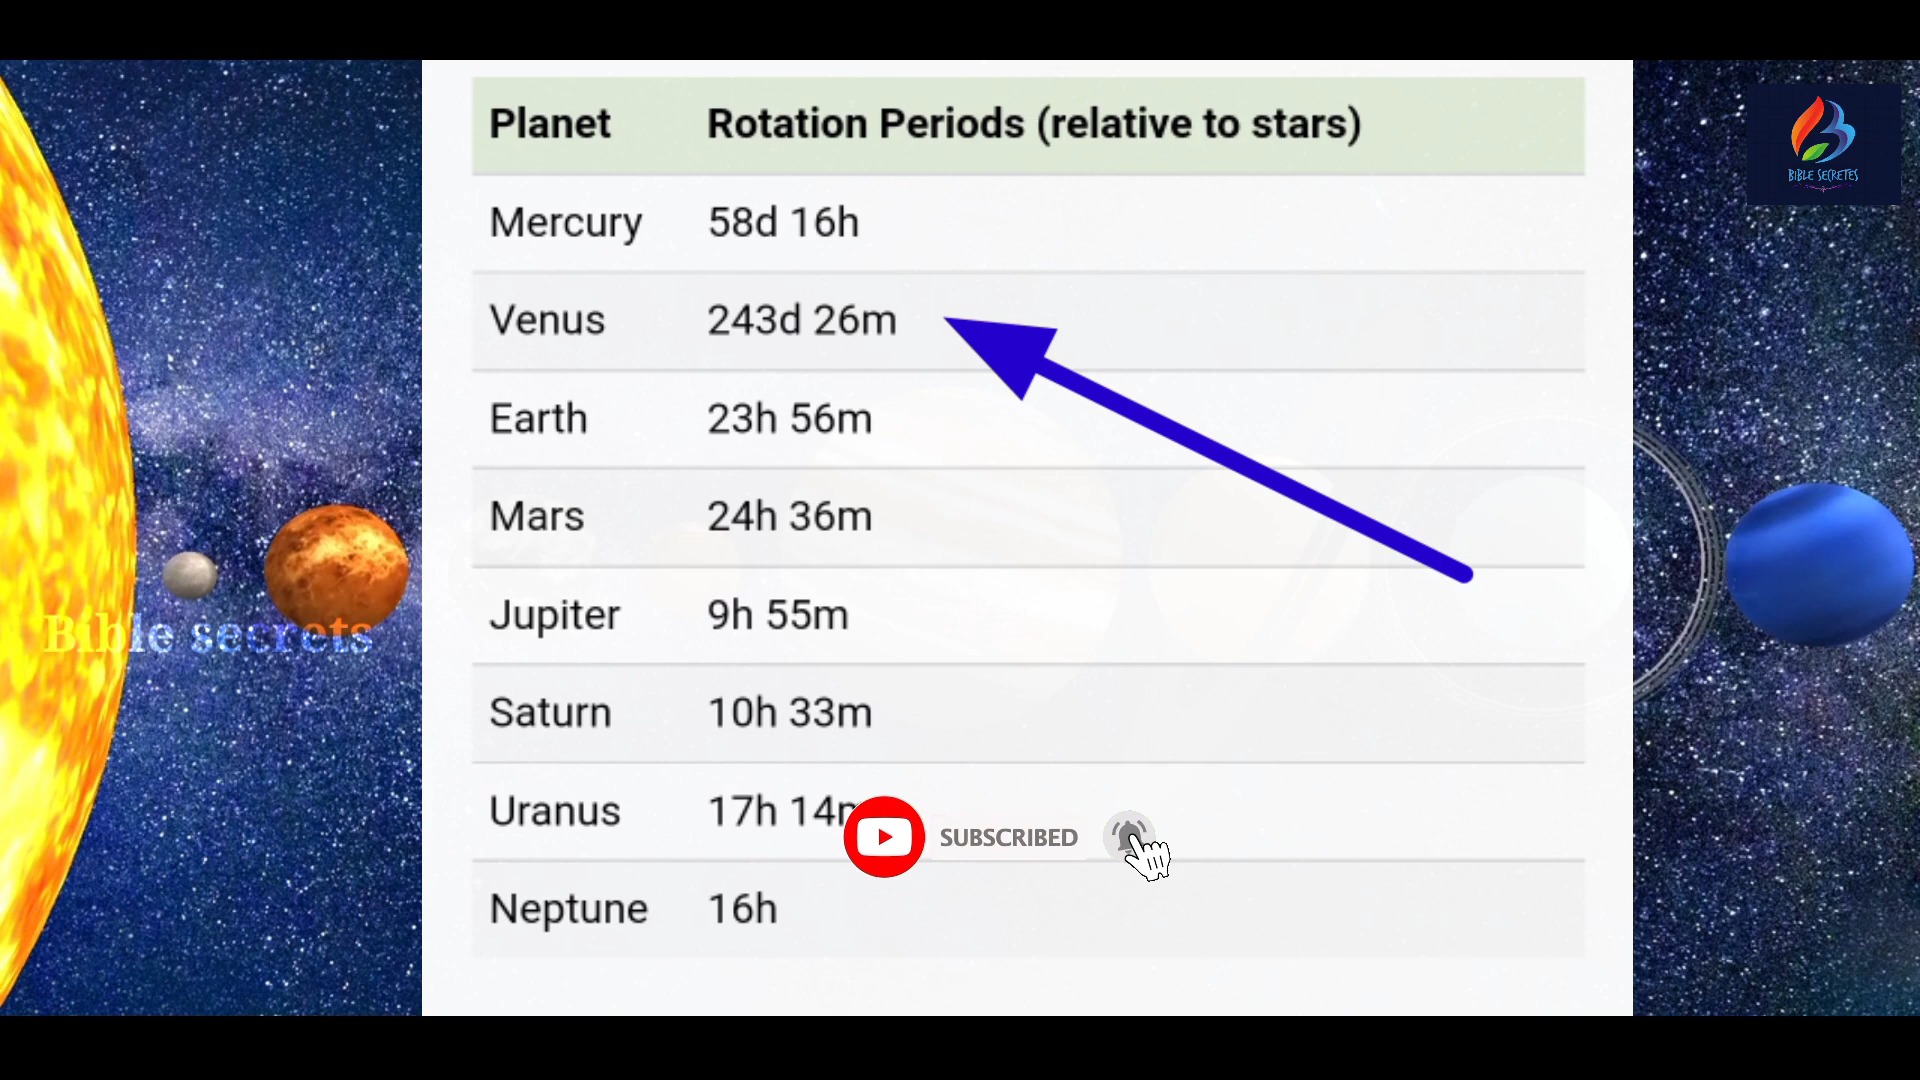 Planet Rotation Periods (relative to stars)
Mercury 58d 16h
Venus 243d 26m
Earth 23h 56m
Mars 24h 36m
Jupiter 9h 55m
Saturn 10h 33m
Uranus 17h 14m
Neptune 16h
SUBSCRIBED
Bible secrets
BIBLE SECRETES